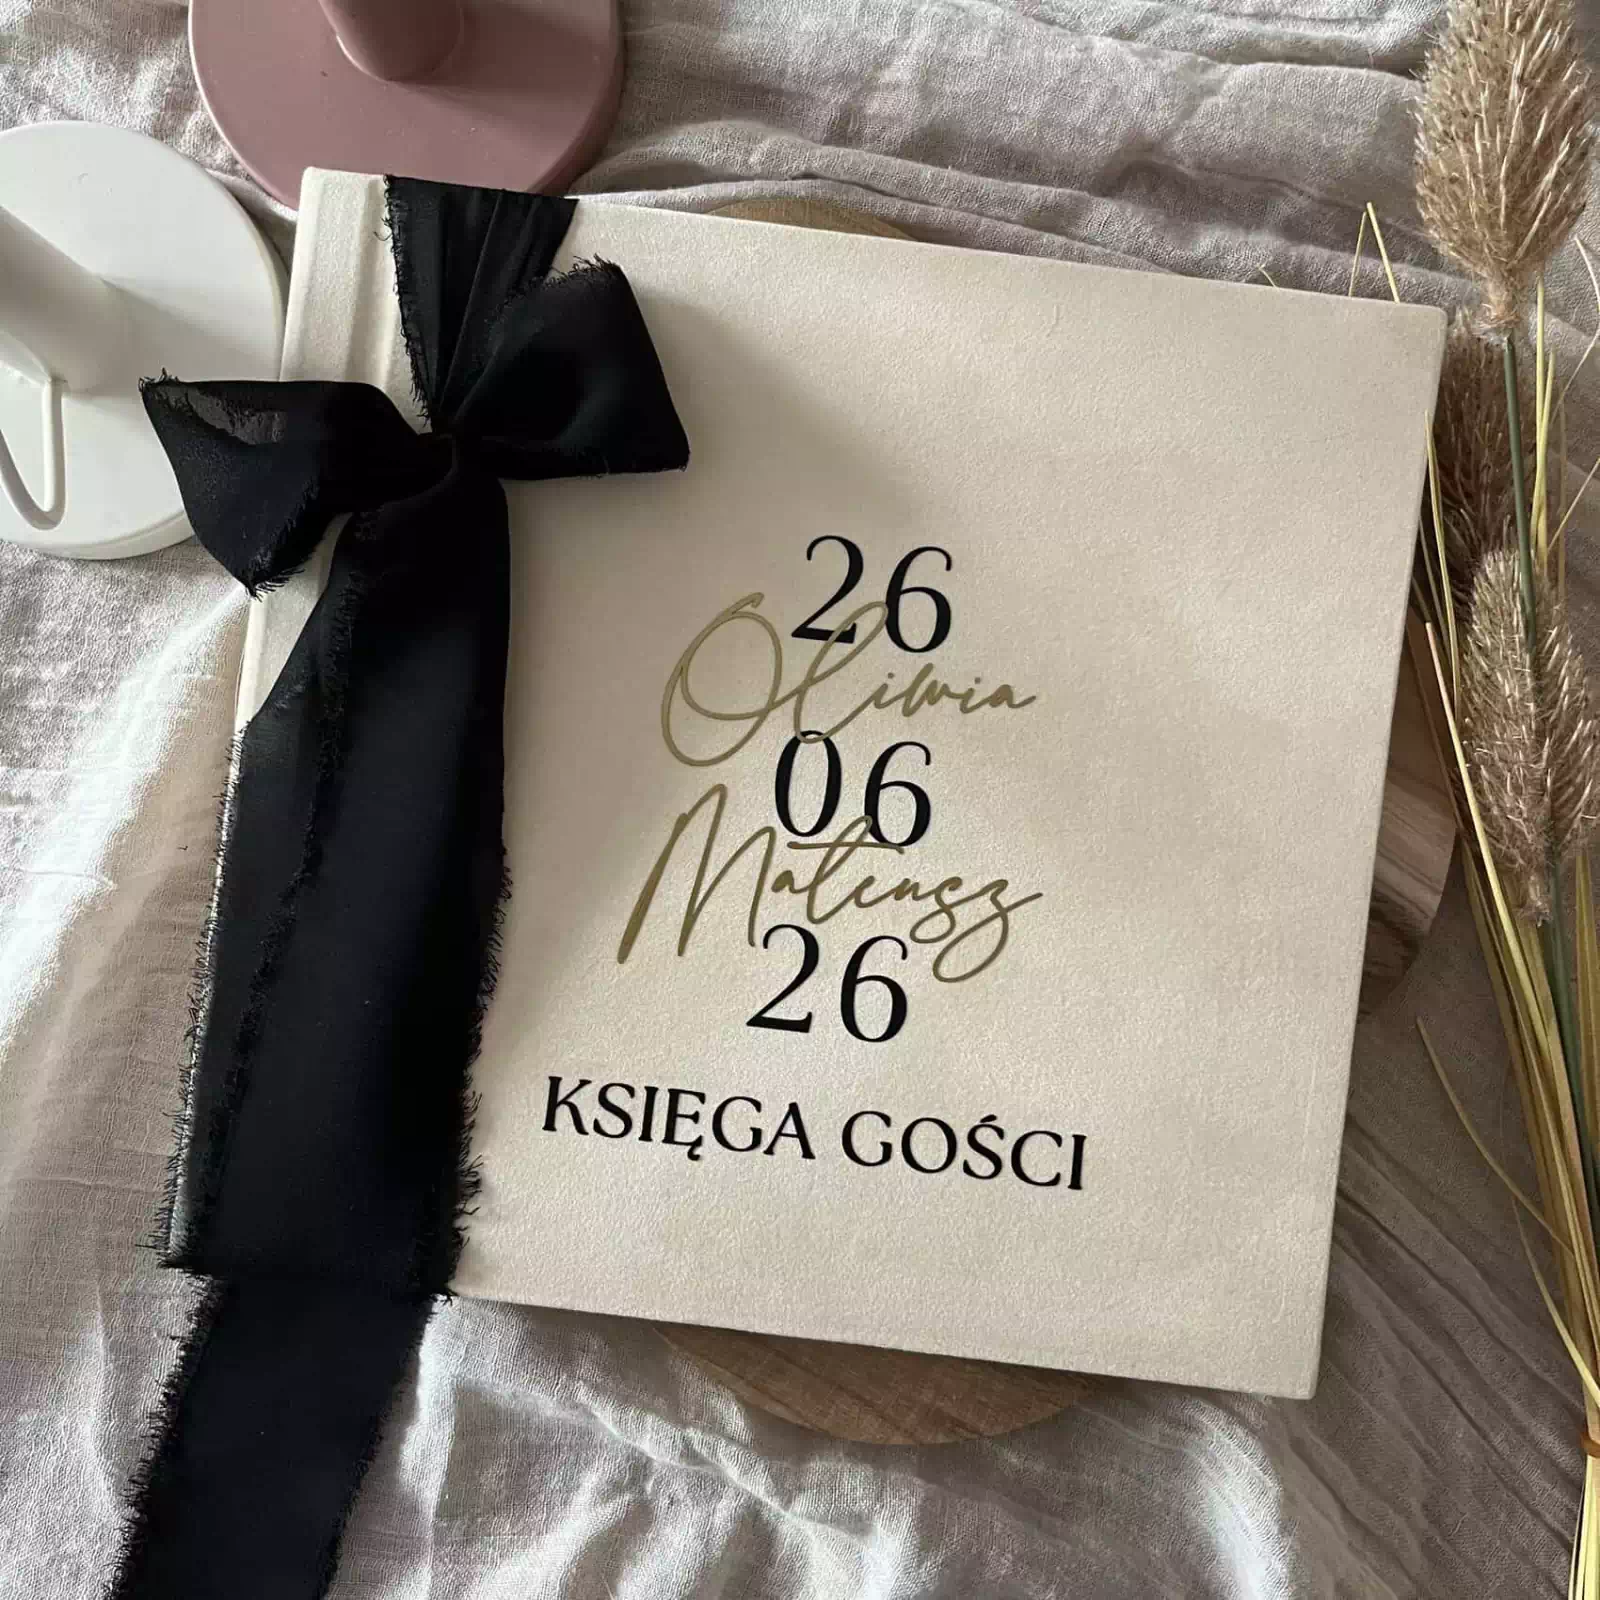 26
Oliwia
06
Mateusz
26
KSIĘGA GOŚCI